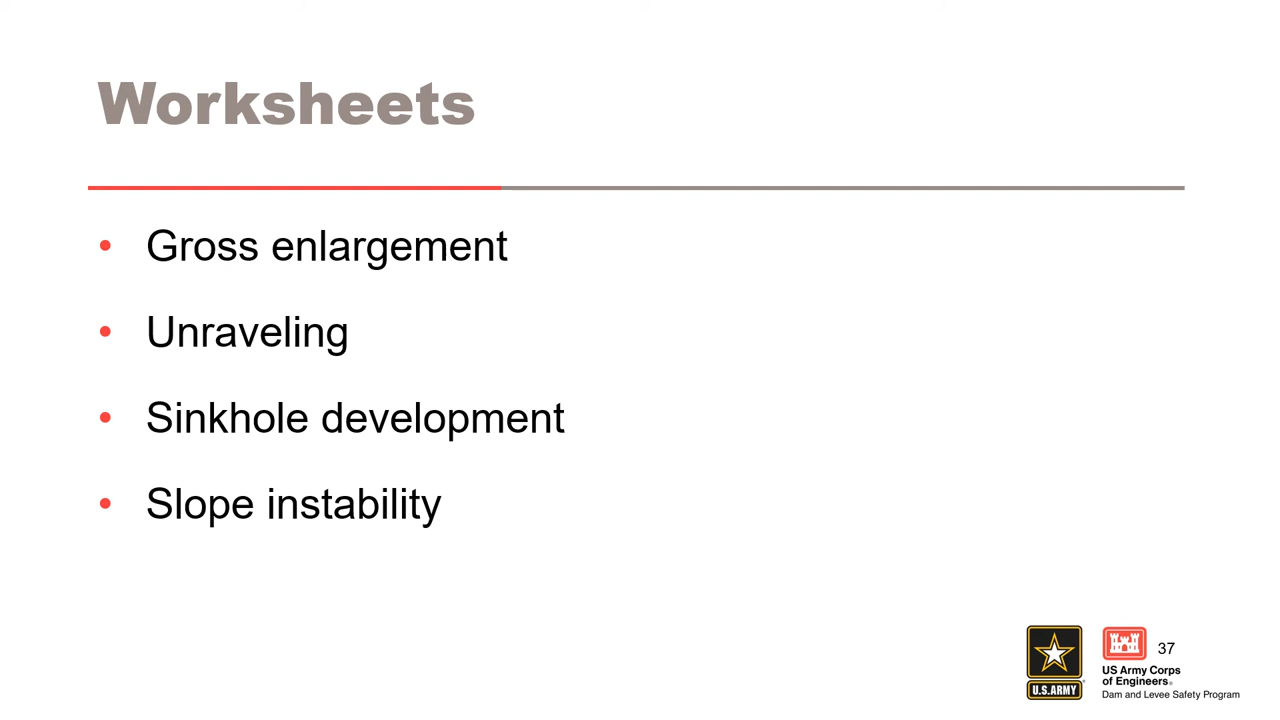 Worksheets
• Gross enlargement
• Unraveling
• Sinkhole development
• Slope instability
U.S.ARMY
37
US Army Corps
of Engineers®
Dam and Levee Safety Program